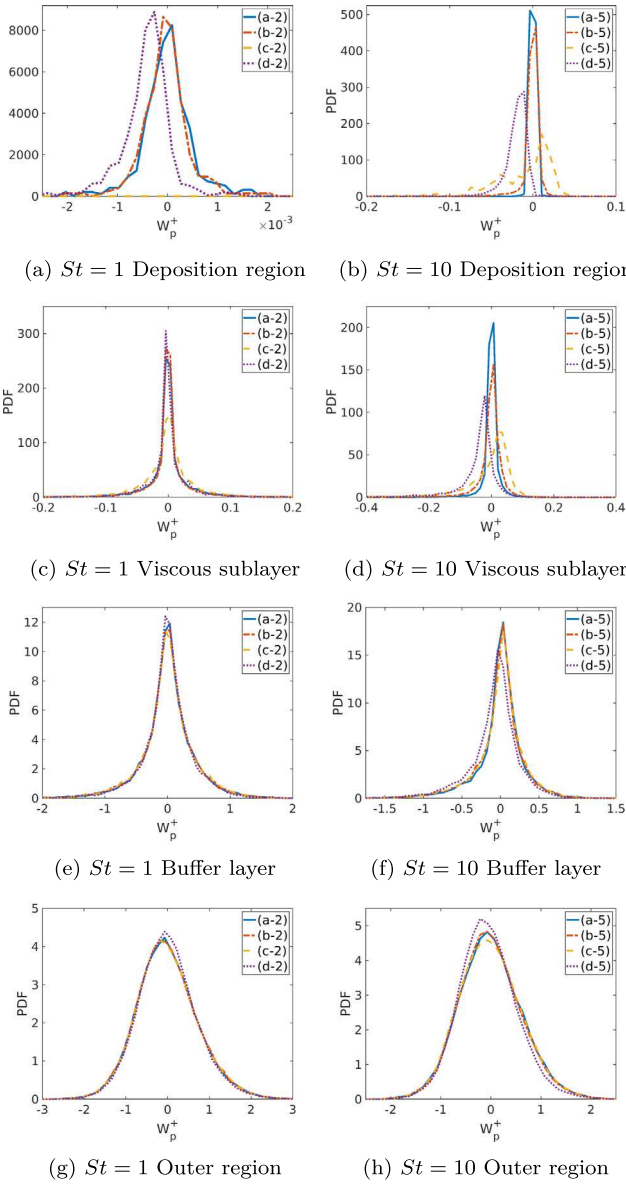 8000
6000
4000
2000
0
-2 -1 0 1 2
×10⁻³
W⁺ₚ
(a-2)
(b-2)
(c-2)
(d-2)
(a) St = 1 Deposition region
PDF
500
400
300
200
100
0
-0.2 -0.1 0 0.1
W⁺ₚ
(a-5)
(b-5)
(c-5)
(d-5)
(b) St = 10 Deposition region
PDF
300
200
100
0
-0.2 -0.1 0 0.1 0.2
W⁺ₚ
(a-2)
(b-2)
(c-2)
(d-2)
(c) St = 1 Viscous sublayer
PDF
200
150
100
50
0
-0.4 -0.2 0 0.2 0.4
W⁺ₚ
(a-5)
(b-5)
(c-5)
(d-5)
(d) St = 10 Viscous sublayer
PDF
12
10
8
6
4
2
0
-2 -1 0 1 2
W⁺ₚ
(a-2)
(b-2)
(c-2)
(d-2)
(e) St = 1 Buffer layer
PDF
20
15
10
5
0
-1.5 -1 -0.5 0 0.5 1 1.5
W⁺ₚ
(a-5)
(b-5)
(c-5)
(d-5)
(f) St = 10 Buffer layer
PDF
5
4
3
2
1
0
-3 -2 -1 0 1 2 3
W⁺ₚ
(a-2)
(b-2)
(c-2)
(d-2)
(g) St = 1 Outer region
PDF
5
4
3
2
1
0
-2 -1 0 1 2
W⁺ₚ
(a-5)
(b-5)
(c-5)
(d-5)
(h) St = 10 Outer region